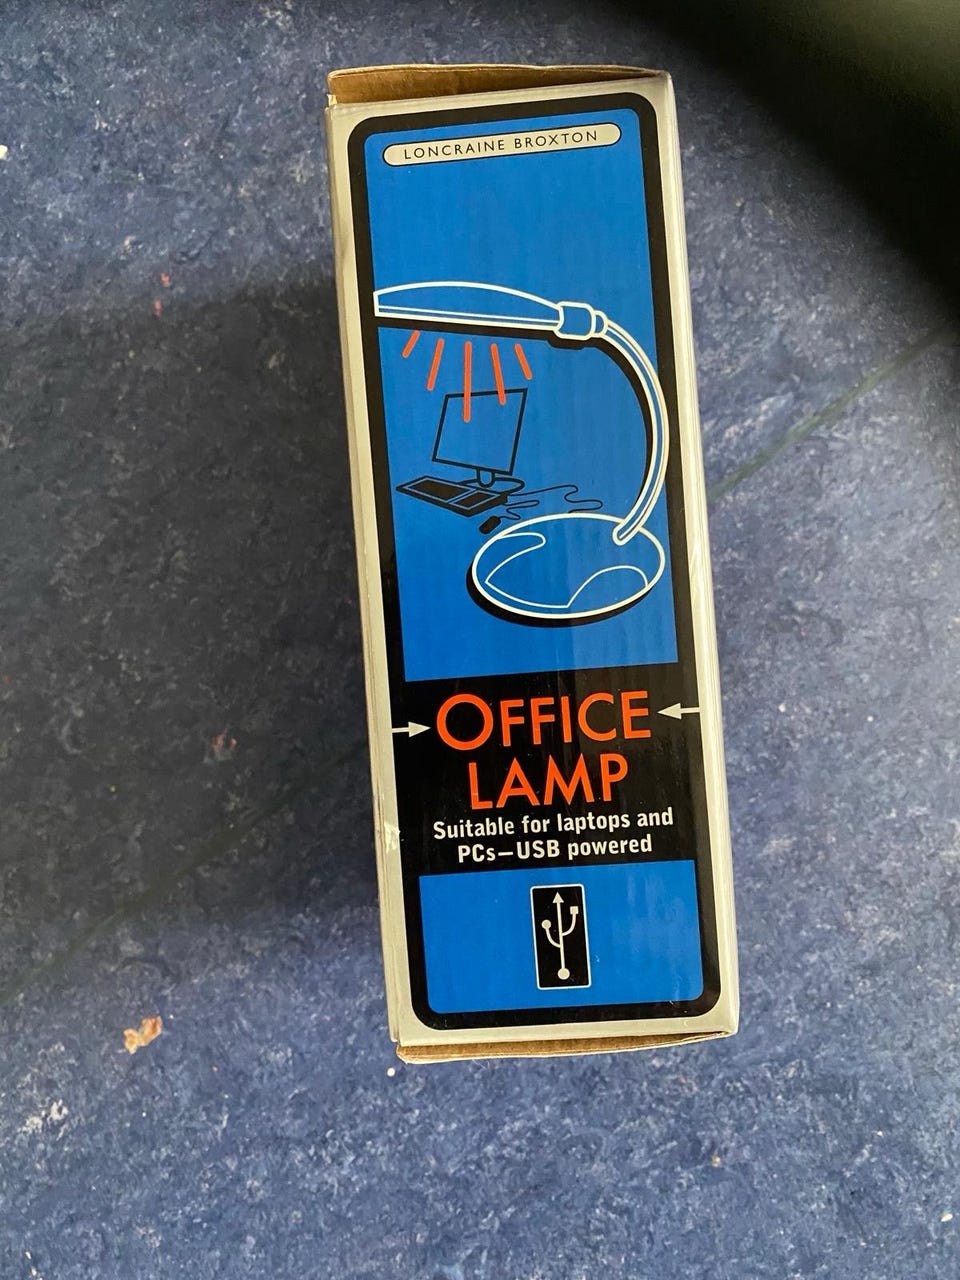 LONCRAINE BROXTON
OFFICE
LAMP
Suitable for laptops and
PCs—USB powered